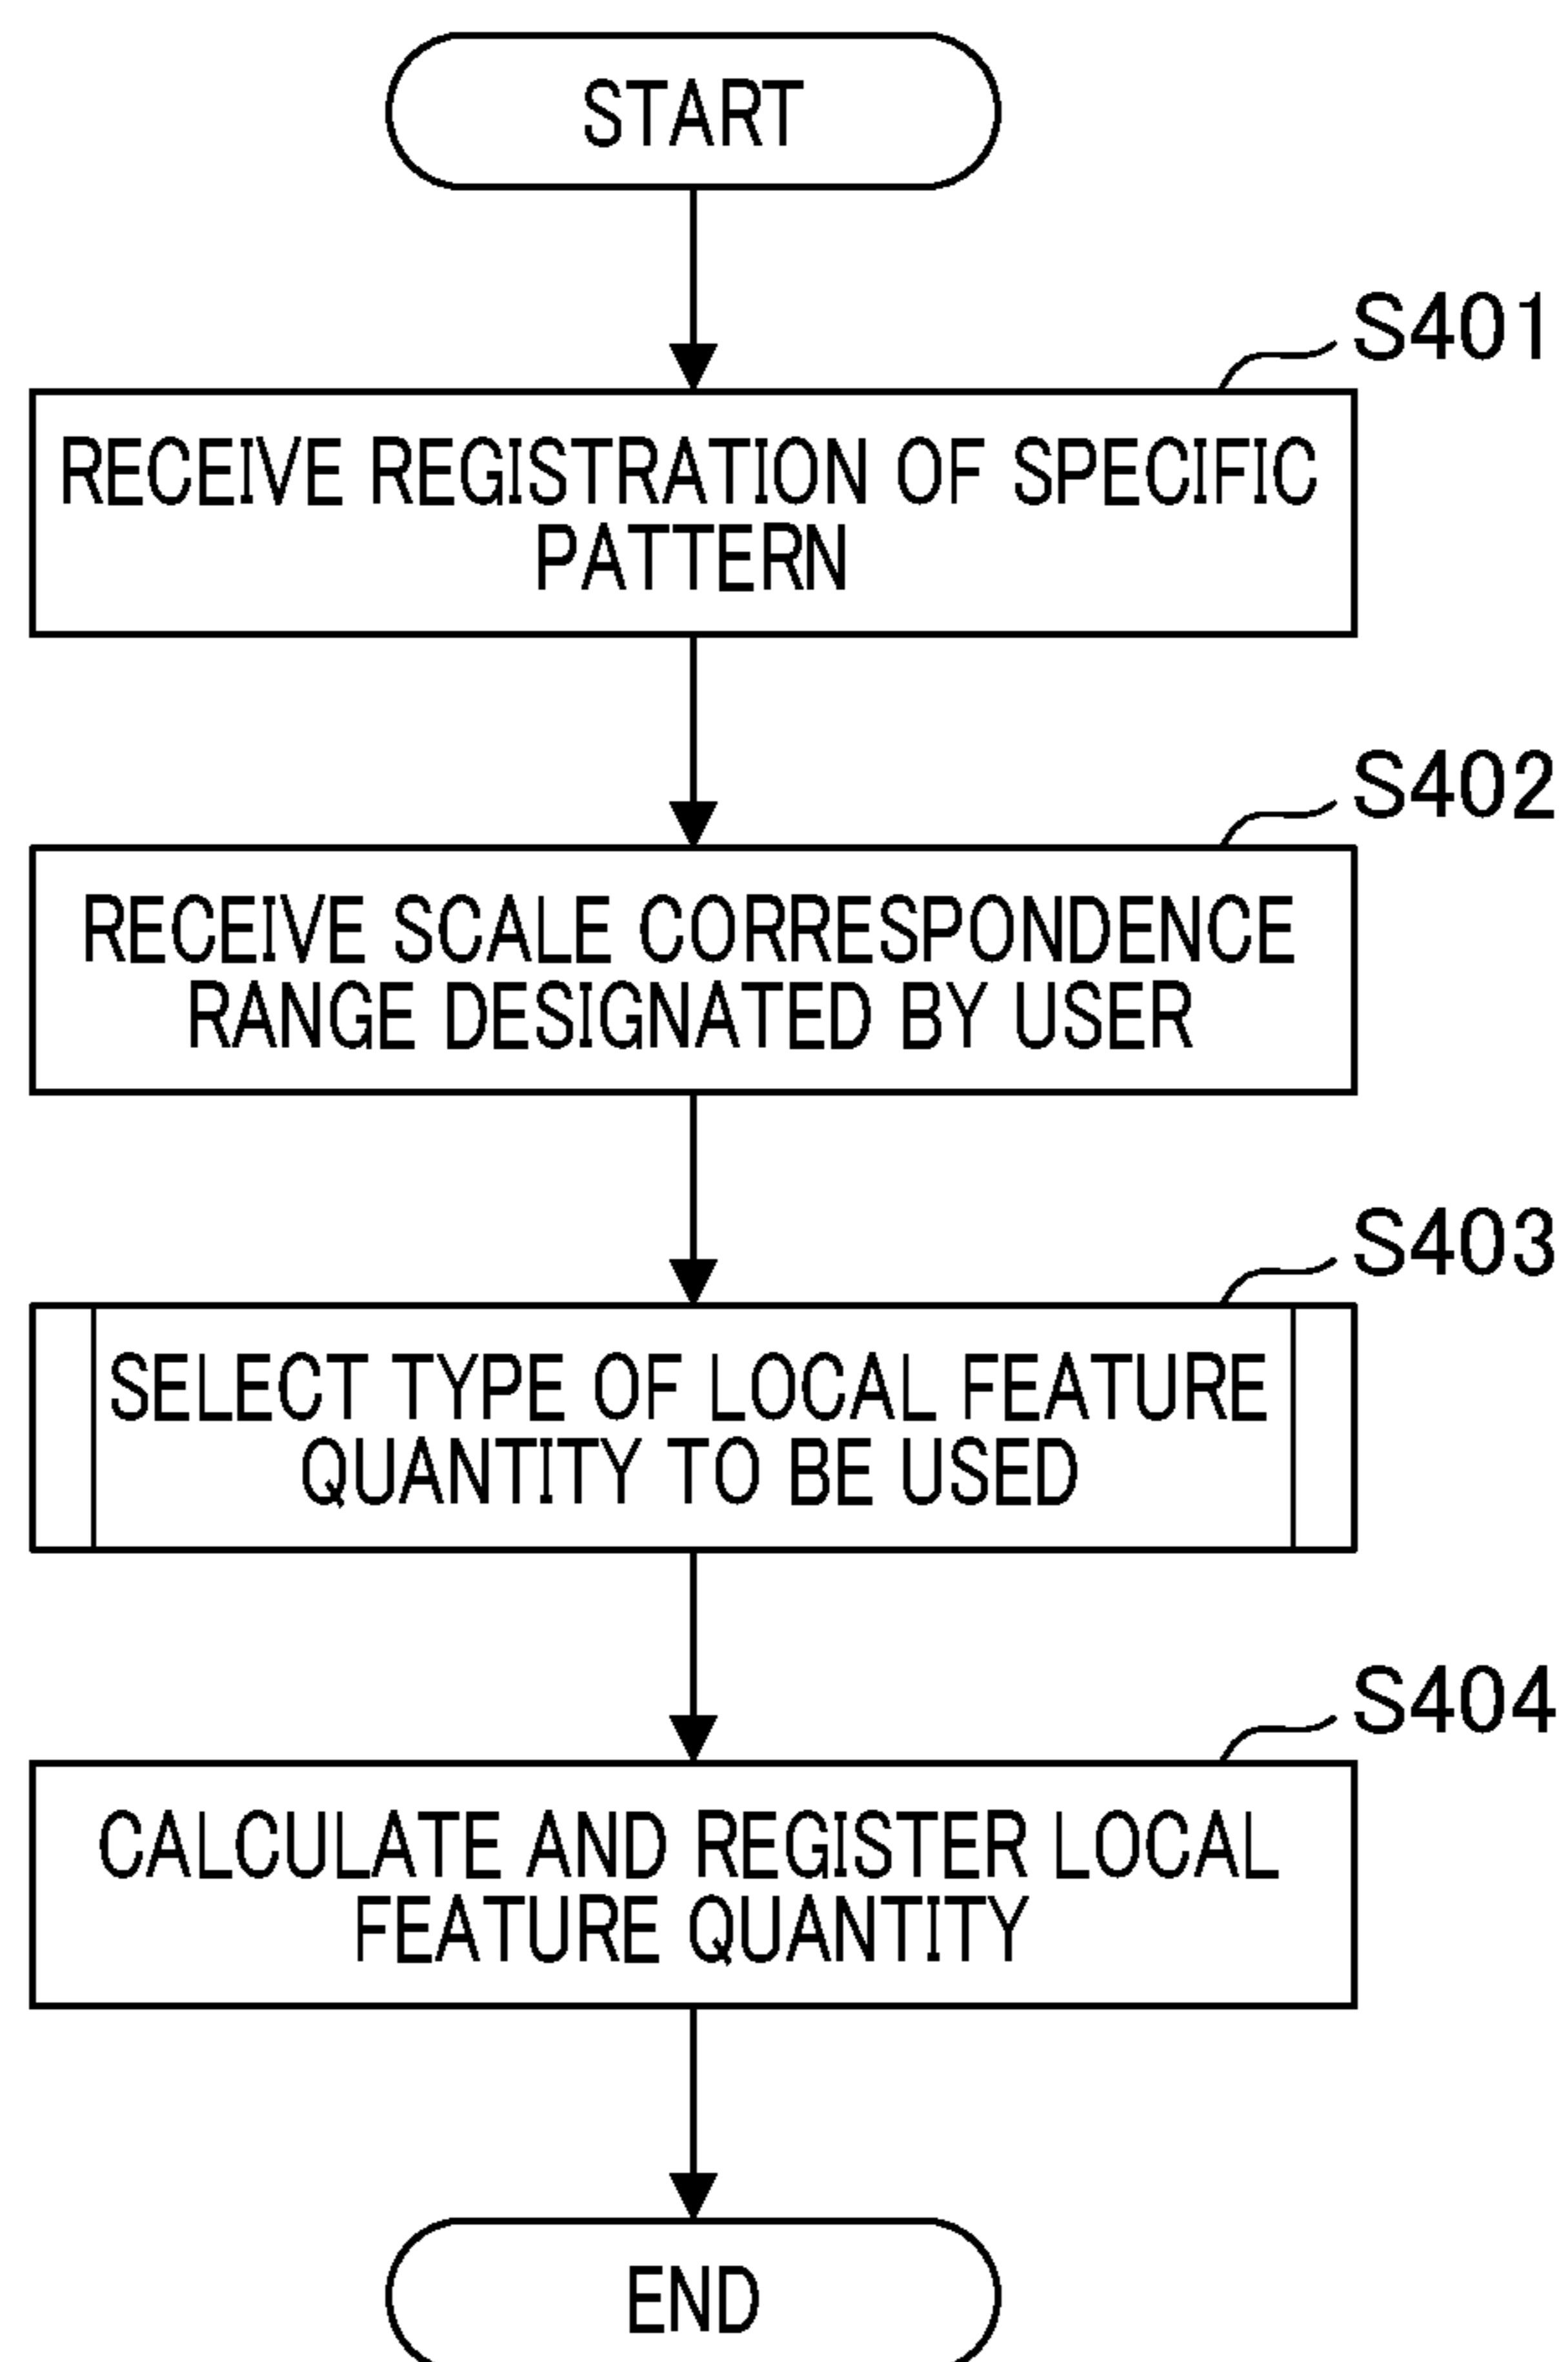 START
S401
RECEIVE REGISTRATION OF SPECIFIC
PATTERN
S402
RECEIVE SCALE CORRESPONDENCE
RANGE DESIGNATED BY USER
S403
SELECT TYPE OF LOCAL FEATURE
QUANTITY TO BE USED
S404
CALCULATE AND REGISTER LOCAL
FEATURE QUANTITY
END